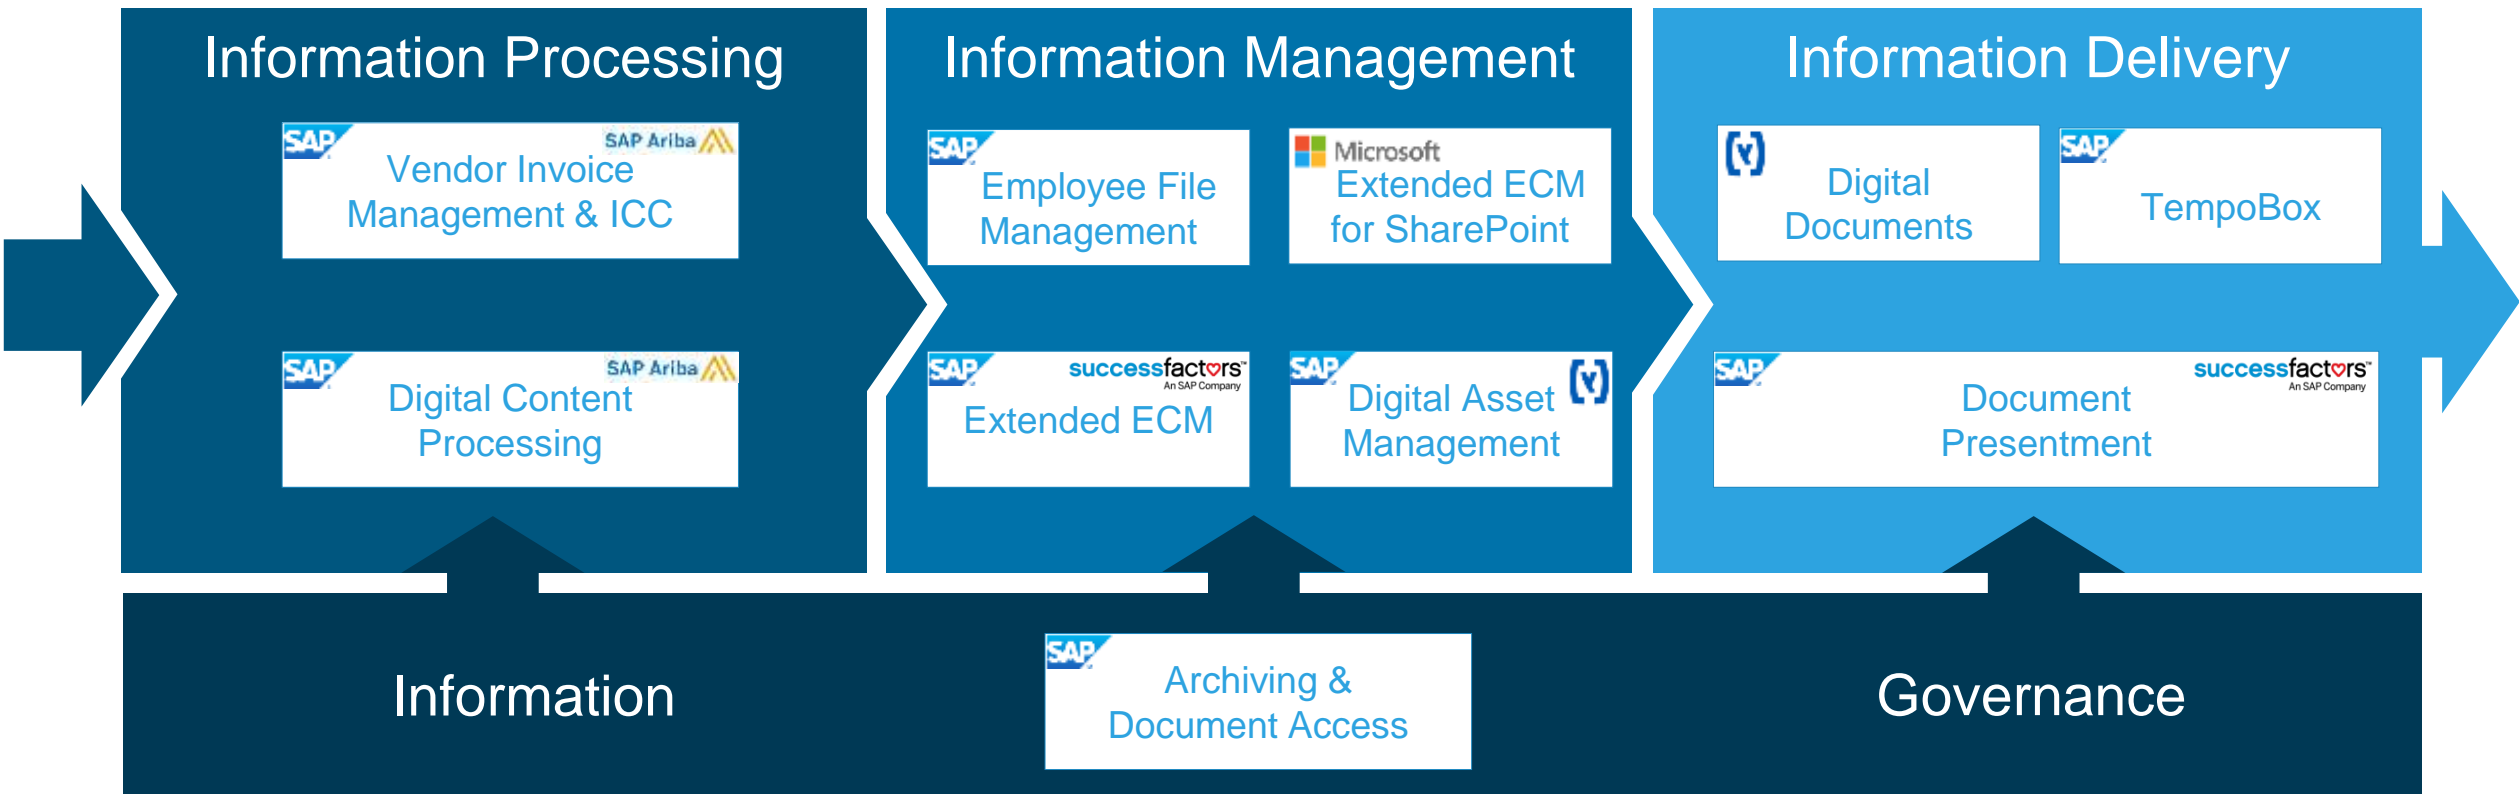 Information Processing
SAP
SAP Ariba
Vendor Invoice
Management & ICC
SAP
SAP Ariba
Digital Content
Processing
Information Management
SAP
Employee File
Management
Microsoft
Extended ECM
for SharePoint
SAP
successfactors™
An SAP Company
Extended ECM
SAP
Digital Asset
Management
Information Delivery
Digital
Documents
SAP
TempoBox
SAP
successfactors™
An SAP Company
Document
Presentment
Information
SAP
Archiving &
Document Access
Governance